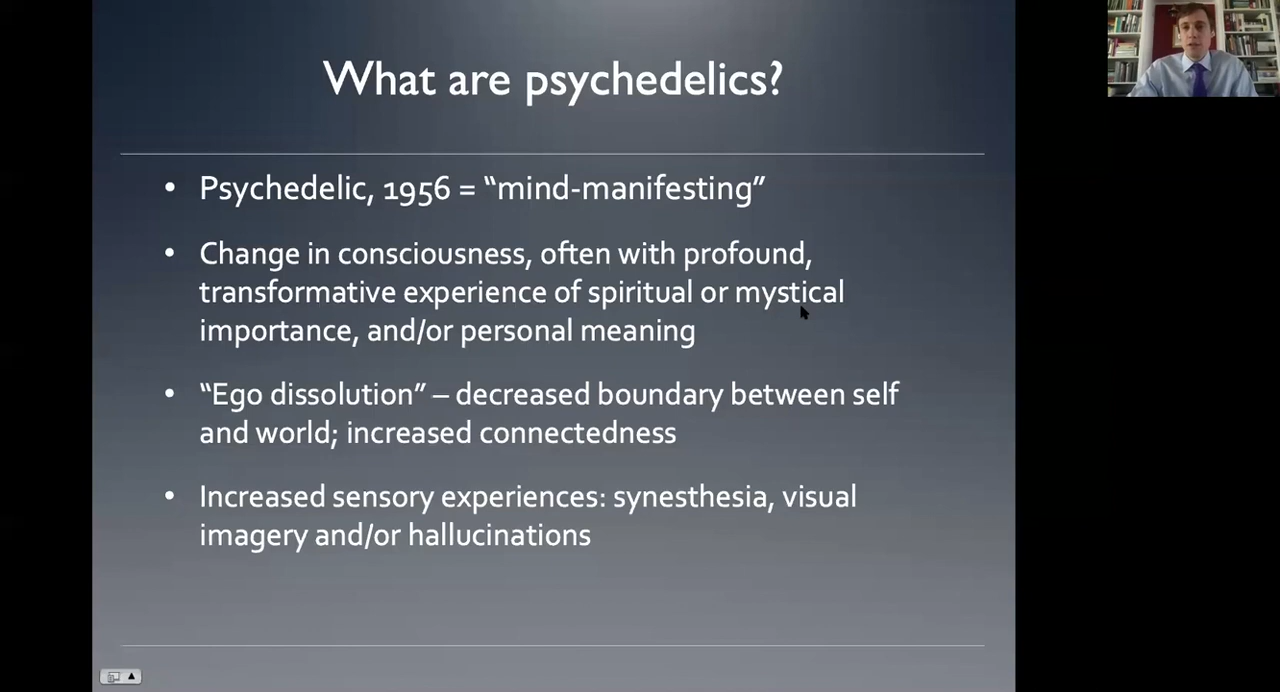 What are psychedelics?
• Psychedelic, 1956 = “mind-manifesting”
• Change in consciousness, often with profound,
transformative experience of spiritual or mystical
importance, and/or personal meaning
• “Ego dissolution” – decreased boundary between self
and world; increased connectedness
• Increased sensory experiences: synesthesia, visual
imagery and/or hallucinations